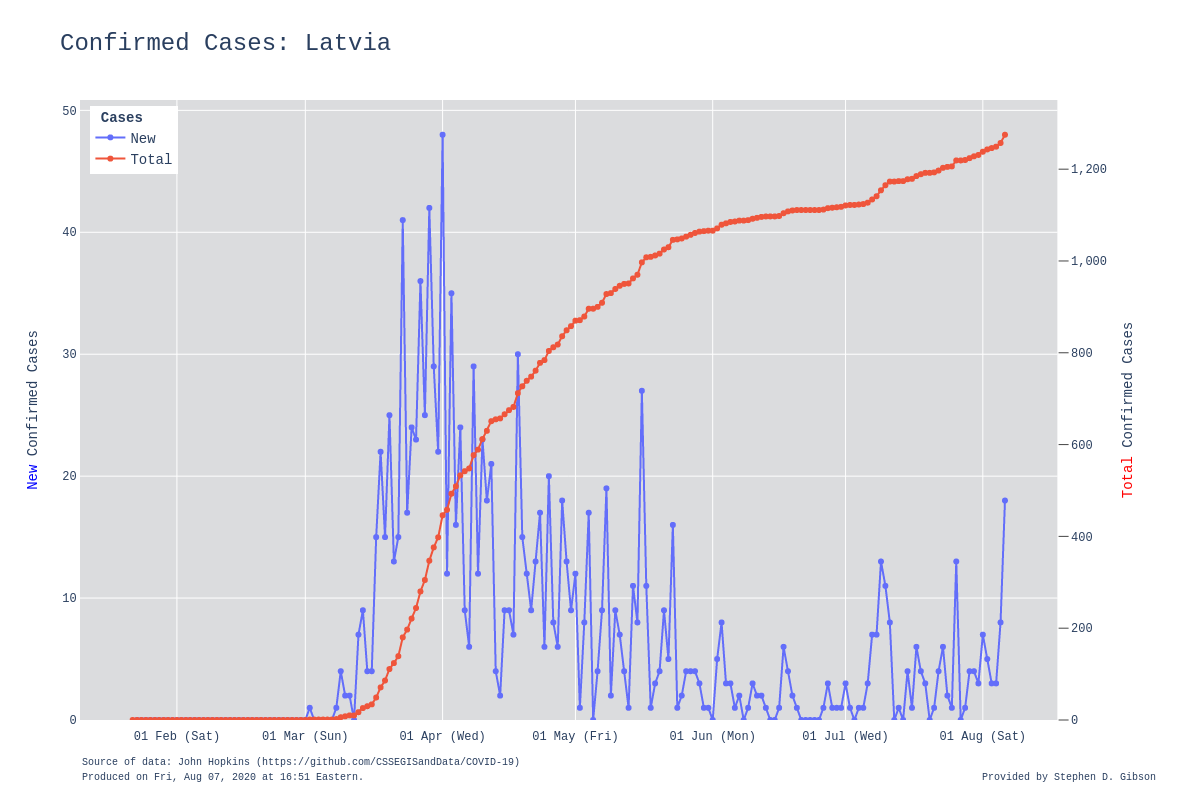 Confirmed Cases: Latvia
Cases
New
Total
50
40
30
20
10
0
1,200
1,000
800
600
400
200
0
New Confirmed Cases
Total Confirmed Cases
01 Feb (Sat)
01 Mar (Sun)
01 Apr (Wed)
01 May (Fri)
01 Jun (Mon)
01 Jul (Wed)
01 Aug (Sat)
Source of data: John Hopkins (https://github.com/CSSEGISandData/COVID-19)
Produced on Fri, Aug 07, 2020 at 16:51 Eastern.
Provided by Stephen D. Gibson